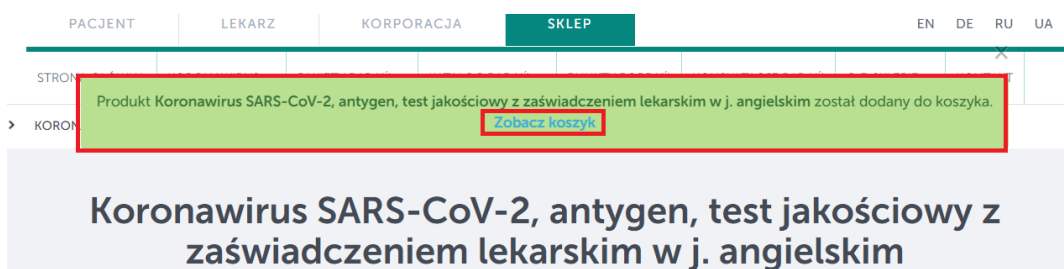 PACJENT LEKARZ KORPORACJA SKLEP EN DE RU UA
Produkt Koronawirus SARS-CoV-2, antygen, test jakościowy z zaświadczeniem lekarskim w j. angielskim został dodany do koszyka.
Zobacz koszyk
Koronawirus SARS-CoV-2, antygen, test jakościowy z
zaświadczeniem lekarskim w j. angielskim